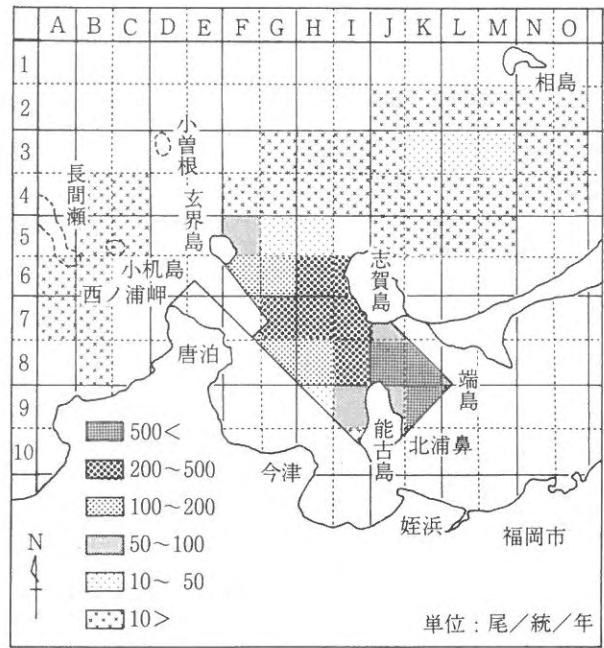 A B C D E F G H I J K L M N O
1
2
3
4
5
6
7
8
9
10
相島
小曽根
長間瀬
玄界島
小机島
西ノ浦岬
志賀島
唐泊
端島
能古島
北浦鼻
今津
姪浜
福岡市
500<
200～500
100～200
50～100
10～ 50
10>
N
単位：尾／統／年